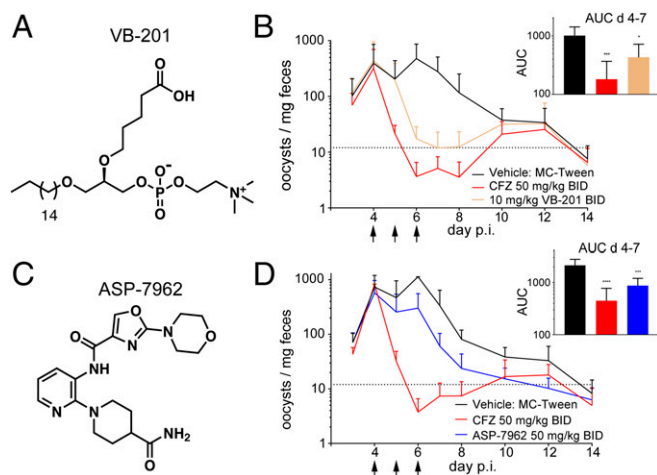 A
VB-201
O
OH
O
O
O
O
P
O
O-
O
N+
14
B
oocysts / mg feces
1000
100
10
1
4
6
8
10
12
14
day p.i.
Vehicle: MC-Tween
CFZ 50 mg/kg BID
10 mg/kg VB-201 BID
AUC d 4-7
AUC
1000
100
***
*
C
ASP-7962
O
N
N
O
O
NH
N
N
NH2
O
D
oocysts / mg feces
1000
100
10
1
4
6
8
10
12
14
day p.i.
Vehicle: MC-Tween
CFZ 50 mg/kg BID
ASP-7962 50 mg/kg BID
AUC d 4-7
AUC
1000
100
****
***